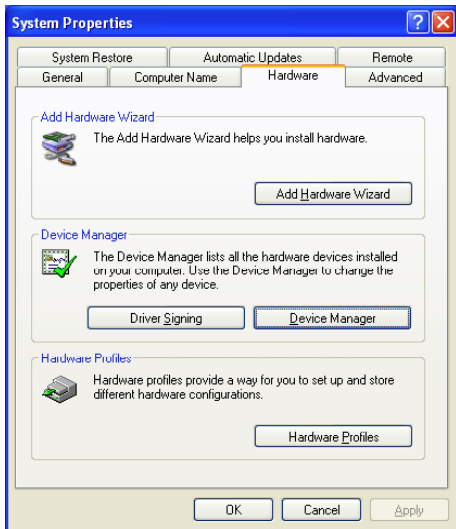 System Properties
System Restore Automatic Updates Remote
General Computer Name Hardware Advanced
Add Hardware Wizard
The Add Hardware Wizard helps you install hardware.
Add Hardware Wizard
Device Manager
The Device Manager lists all the hardware devices installed
on your computer. Use the Device Manager to change the
properties of any device.
Driver Signing Device Manager
Hardware Profiles
Hardware profiles provide a way for you to set up and store
different hardware configurations.
Hardware Profiles
OK Cancel Apply